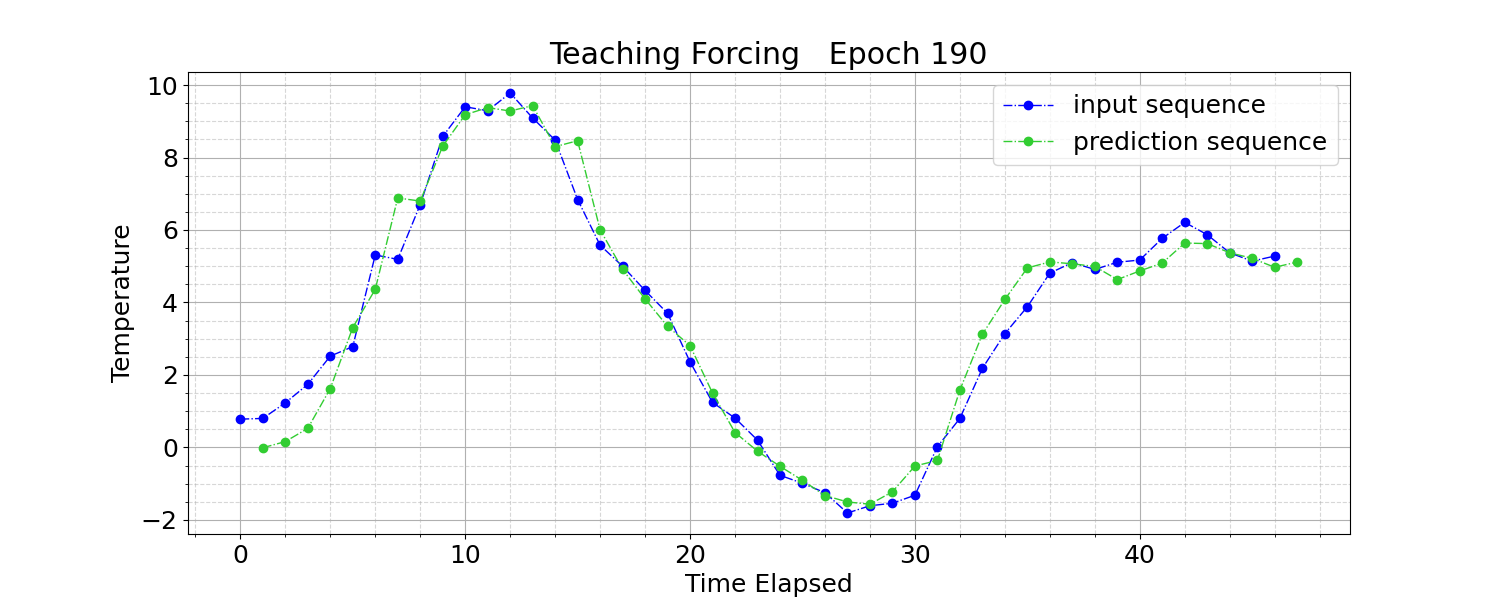 Teaching Forcing   Epoch 190
10
8
6
4
2
0
−2
Temperature
input sequence
prediction sequence
0 10 20 30 40
Time Elapsed